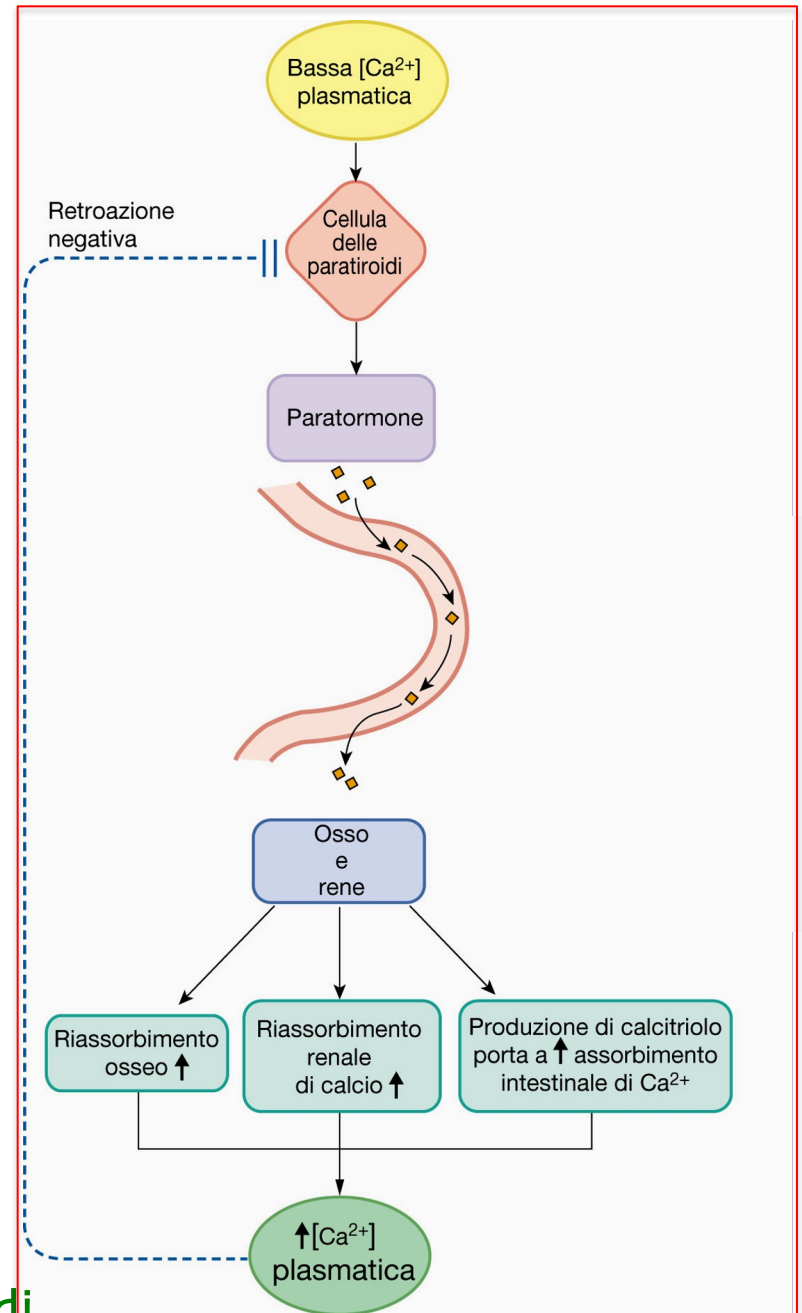 Bassa [Ca²⁺]
plasmatica
Retroazione
negativa
Cellula
delle
paratiroidi
Paratormone
Osso
e
rene
Riassorbimento
osseo ↑
Riassorbimento
renale
di calcio ↑
Produzione di calcitriolo
porta a ↑ assorbimento
intestinale di Ca²⁺
↑[Ca²⁺]
plasmatica
di